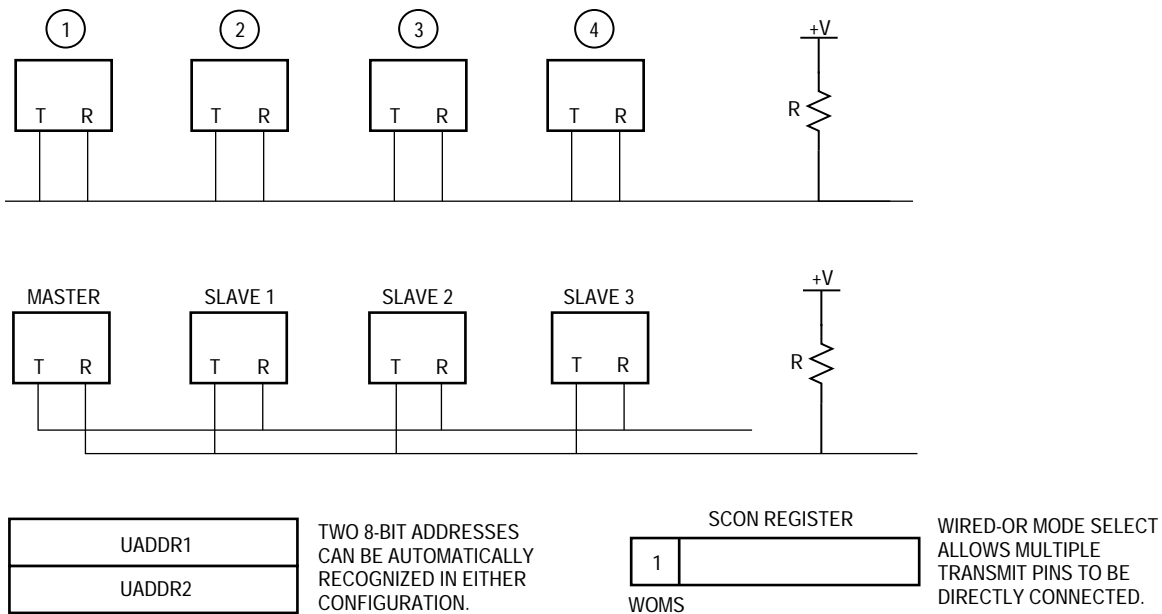 1 2 3 4 +V
T R T R T R T R R
MASTER SLAVE 1 SLAVE 2 SLAVE 3 +V
T R T R T R T R R
UADDR1
UADDR2
TWO 8-BIT ADDRESSES
CAN BE AUTOMATICALLY
RECOGNIZED IN EITHER
CONFIGURATION.
SCON REGISTER
1
WOMS
WIRED-OR MODE SELECT
ALLOWS MULTIPLE
TRANSMIT PINS TO BE
DIRECTLY CONNECTED.